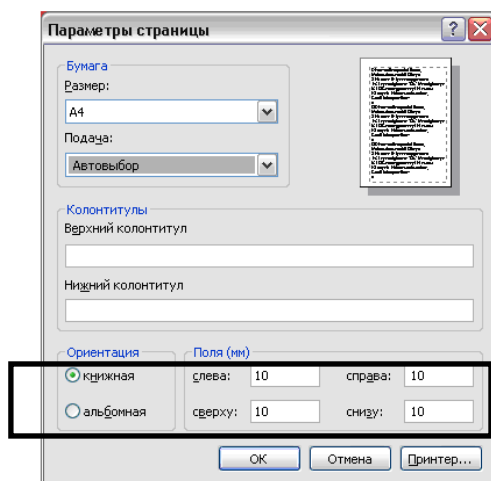 Параметры страницы
Бумага
Размер:
A4
Подача:
Автовыбор
Колонтитулы
Верхний колонтитул
Нижний колонтитул
Ориентация
Поля (мм)
книжная
слева: 10 справа: 10
альбомная
сверху: 10 снизу: 10
ОК Отмена Принтер...